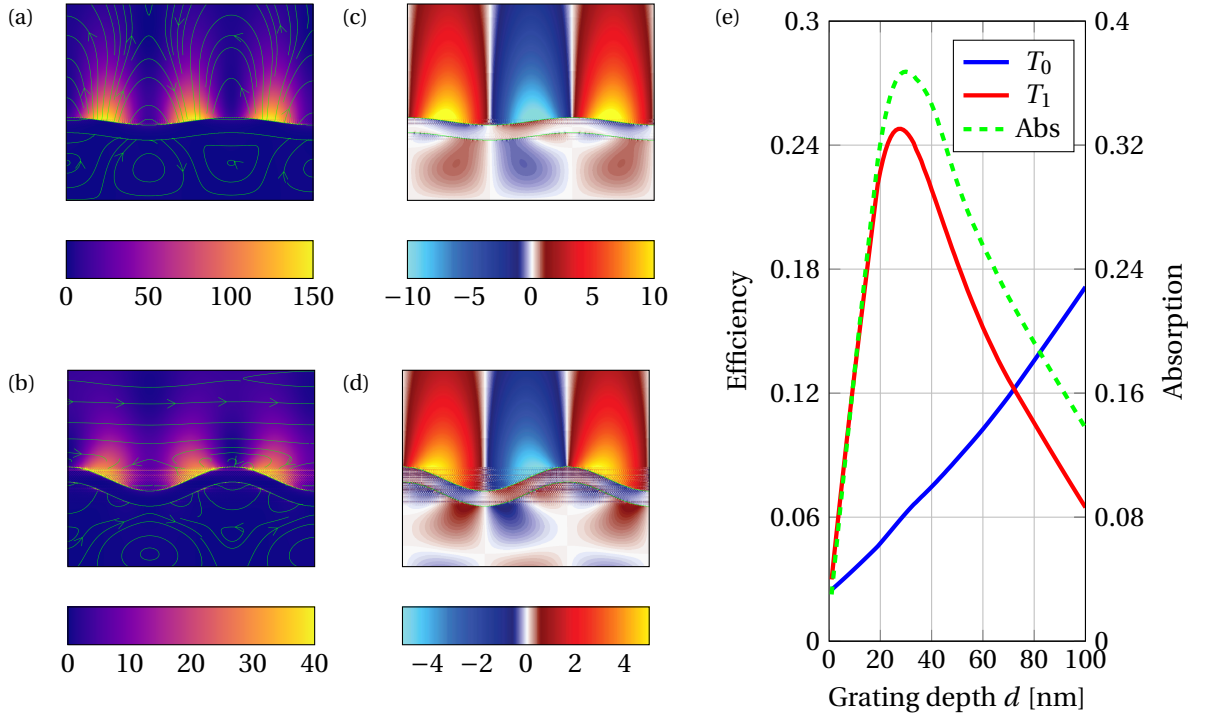 (a)
0 50 100 150
(b)
0 10 20 30 40
(c)
−10 −5 0 5 10
(d)
−4 −2 0 2 4
(e)
Efficiency
0.3
0.24
0.18
0.12
0.06
0
T0
T1
Abs
0.4
0.32
0.24
0.16
0.08
0
Absorption
0 20 40 60 80 100
Grating depth d [nm]